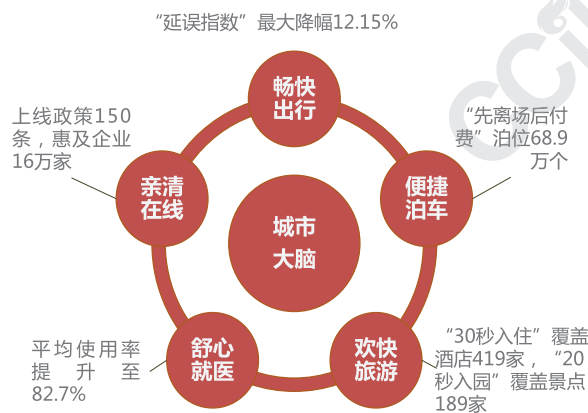 “延误指数”最大降幅12.15%
畅快
出行
上线政策150
条，惠及企业
16万家
“先离场后付
费”泊位68.9
万个
亲清
在线
便捷
泊车
城市
大脑
平均使用率
提升至
82.7%
舒心
就医
欢快
旅游
“30秒入住”覆盖
酒店419家，“20
秒入园”覆盖景点
189家